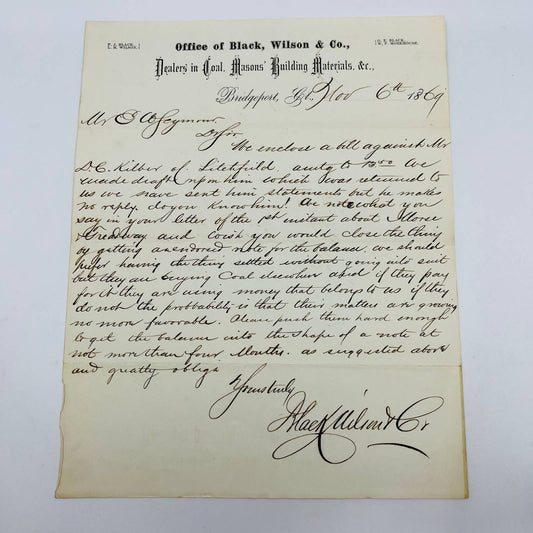 Office of Black, Wilson & Co.,
Dealers in Coal, Masons' Building Materials, &c.,
Bridgeport, Ct., Nov 6th 1869
Mr Seymour
Dr Sir
We enclose a bill against Mr
D.C. Kilber of Litchfield, amtg to We
made draft upon him which was returned to
us we have sent him statements but he makes
no reply, do you know him! We note what you
say in your letter of the 1st instant about Morse
& Treadway and wish you would close the thing
by getting an endorsed note for the balance, we should
prefer having the thing settled without going into suit
but they are buying Coal elsewhere and if they pay
for it they are using money that belongs to us if they
do not the probability is that their matters are growing
no more favorable. Please push them hard enough
to get the balance into the shape of a note at
not more than four Months. as suggested above
and greatly oblige
Yours truly
Black Wilson & Co